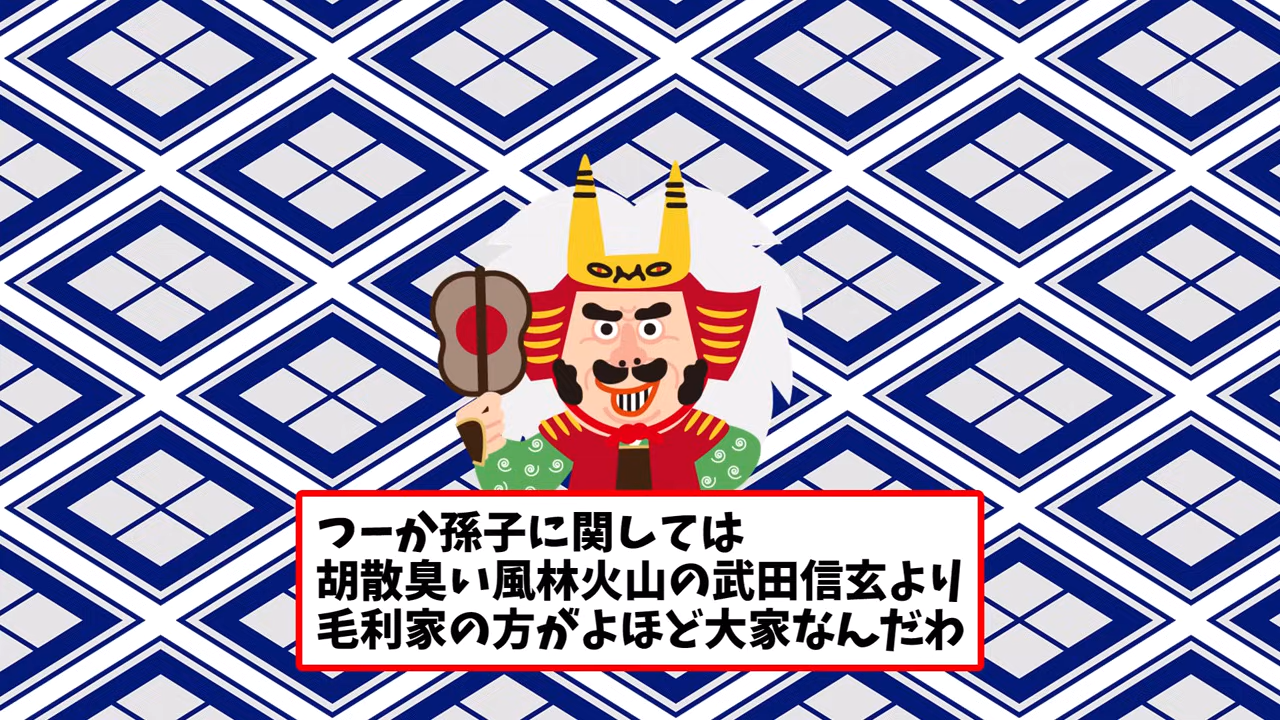 つーか孫子に関しては
胡散臭い風林火山の武田信玄より
毛利家の方がよほど大家なんだわ